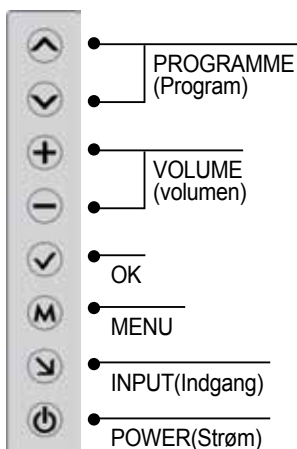 PROGRAMME
(Program)
VOLUME
(volumen)
OK
M
MENU
INPUT(Indgang)
POWER(Strøm)